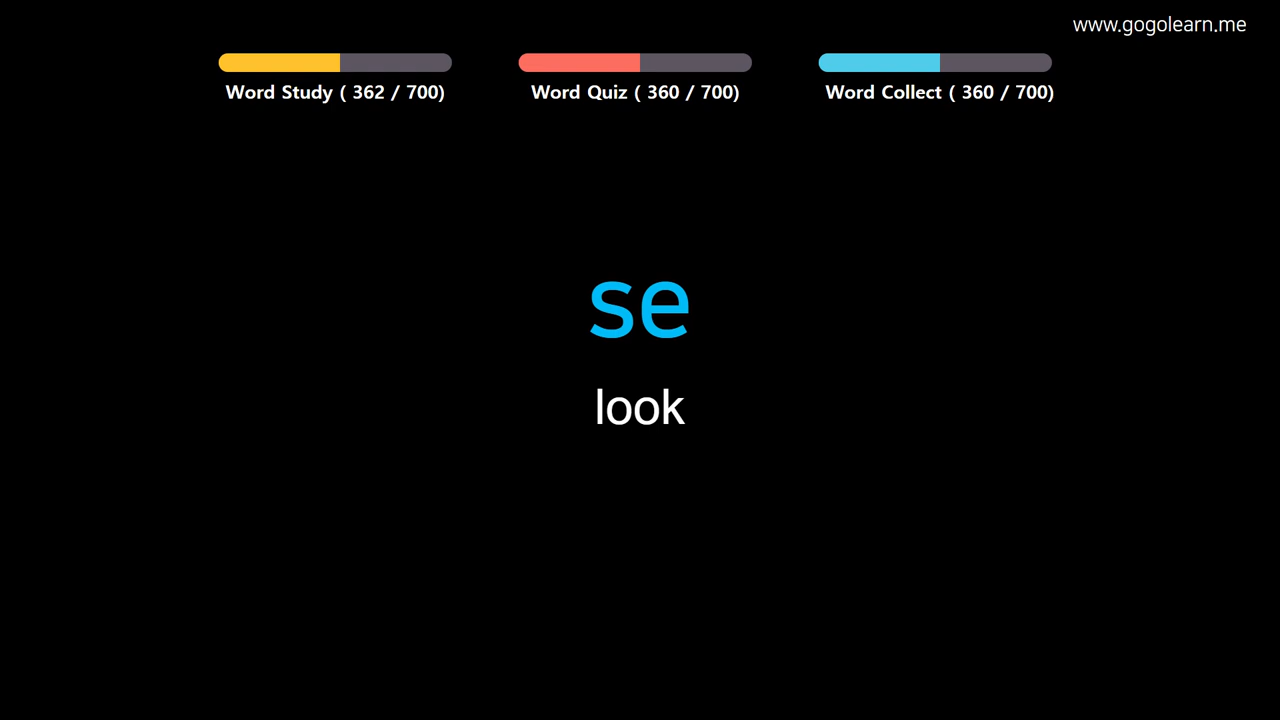 www.gogolearn.me
Word Study ( 362 / 700)
Word Quiz ( 360 / 700)
Word Collect ( 360 / 700)
se
look